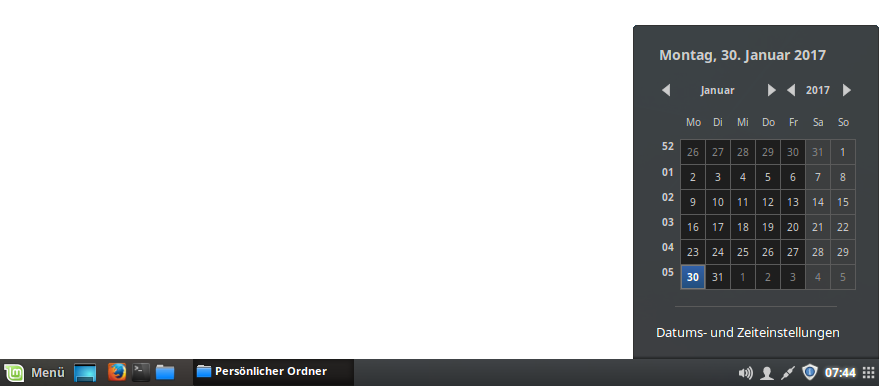 Montag, 30. Januar 2017
Januar 2017
Mo Di Mi Do Fr Sa So
52 26 27 28 29 30 31 1
01 2 3 4 5 6 7 8
02 9 10 11 12 13 14 15
03 16 17 18 19 20 21 22
04 23 24 25 26 27 28 29
05 30 31 1 2 3 4 5
Datums- und Zeiteinstellungen
Menü Persönlicher Ordner 07:44